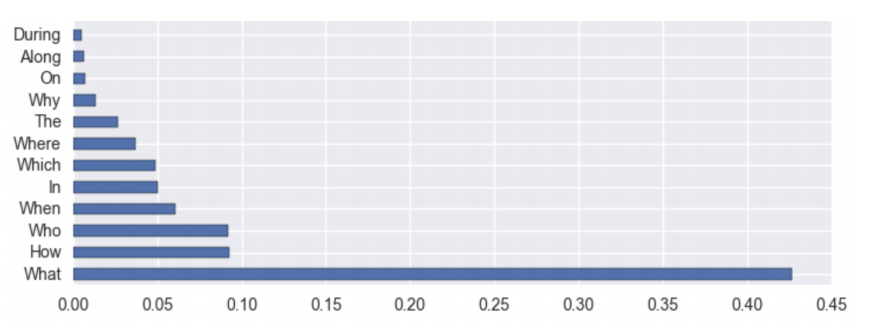 During
Along
On
Why
The
Where
Which
In
When
Who
How
What
0.00 0.05 0.10 0.15 0.20 0.25 0.30 0.35 0.40 0.45